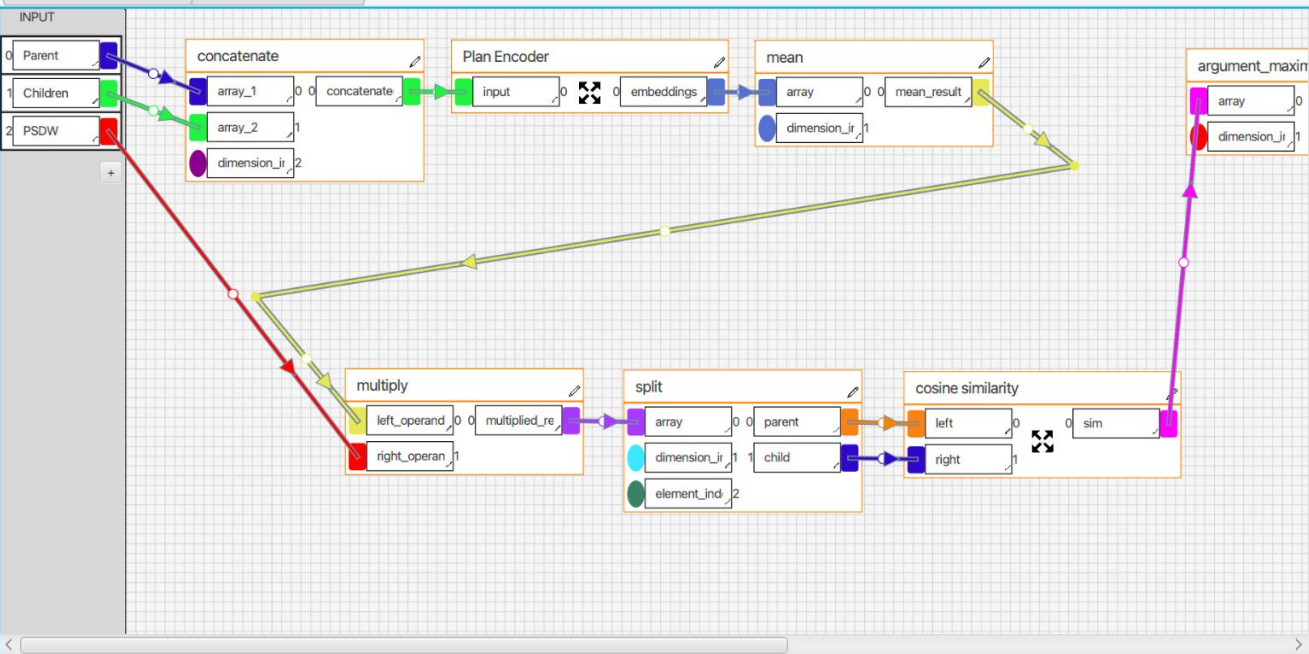 INPUT
0 Parent
1 Children
2 PSDW
+
concatenate
array_1 0 0 concatenate
array_2 1
dimension_ir 2
Plan Encoder
input 0 0 embeddings
mean
array 0 0 mean_result
dimension_ir 1
argument_maxim
array 0
dimension_ir 1
multiply
left_operand 0 0 multiplied_re
right_operan 1
split
array 0 0 parent
dimension_ir 1 1 child
element_ind 2
cosine similarity
left 0 0 sim
right 1